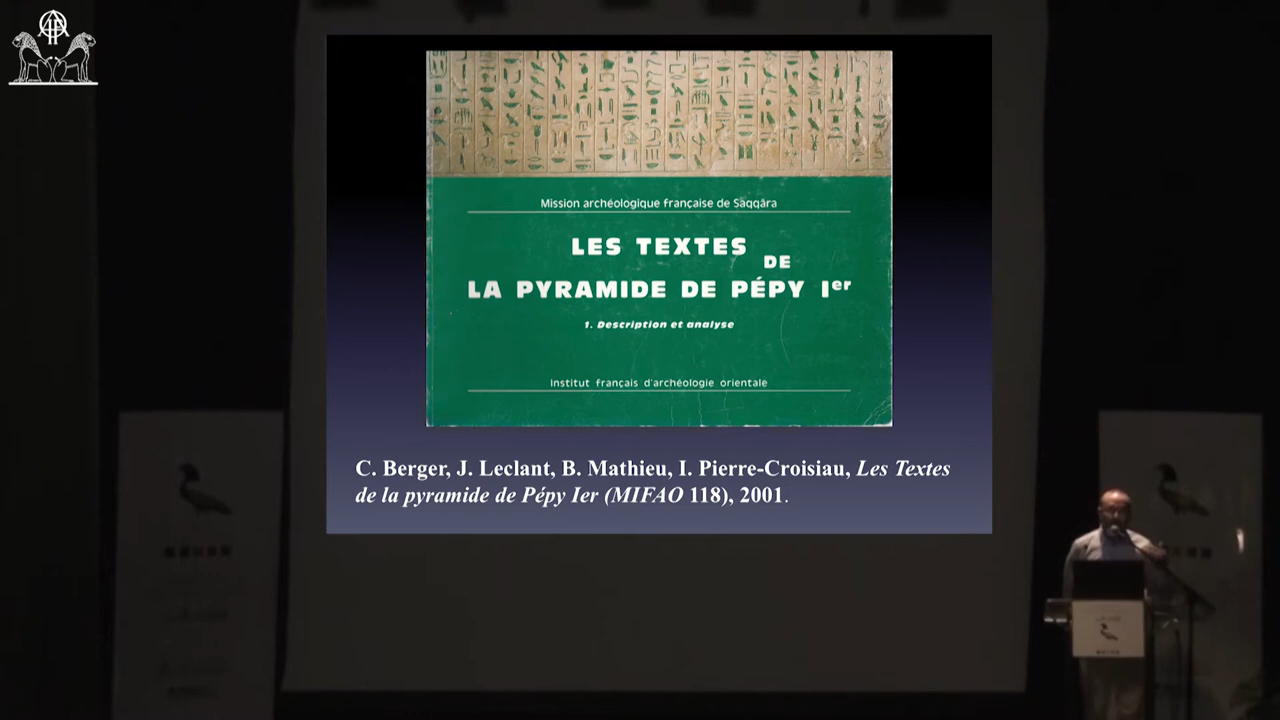 Mission archéologique française de Saqqâra
LES TEXTES
DE
LA PYRAMIDE DE PÉPY Ier
1. Description et analyse
Institut français d'archéologie orientale
C. Berger, J. Leclant, B. Mathieu, I. Pierre-Croisiau, Les Textes
de la pyramide de Pépy Ier (MIFAO 118), 2001.